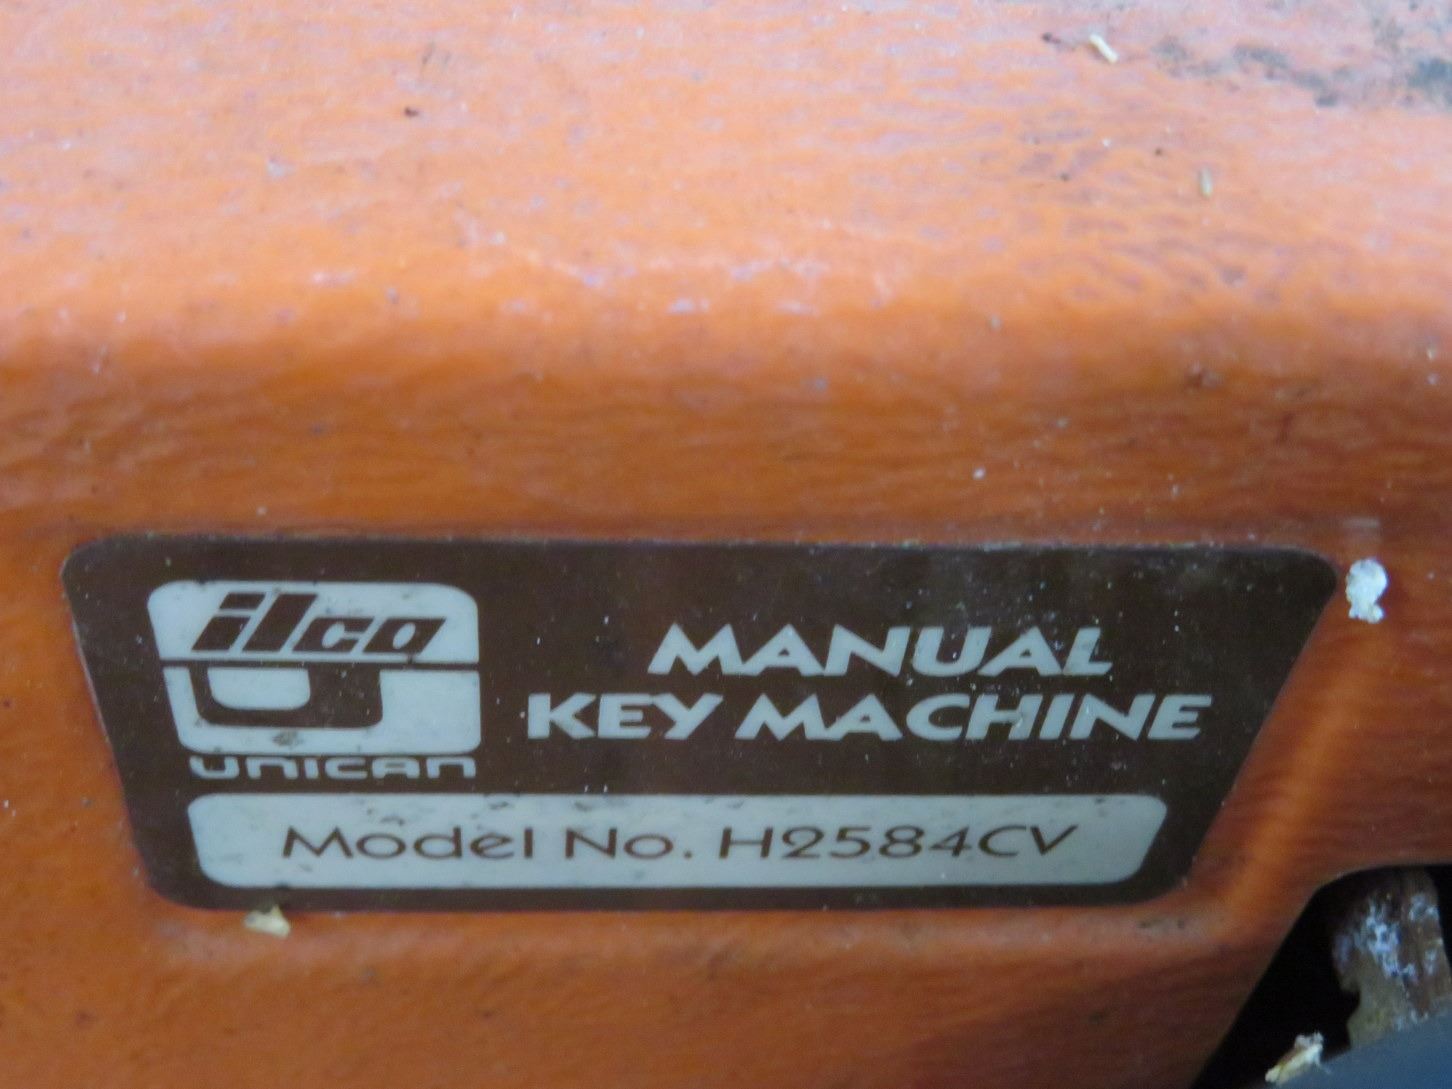 ilco
UNICAN
MANUAL
KEY MACHINE
Model No. H2584CV